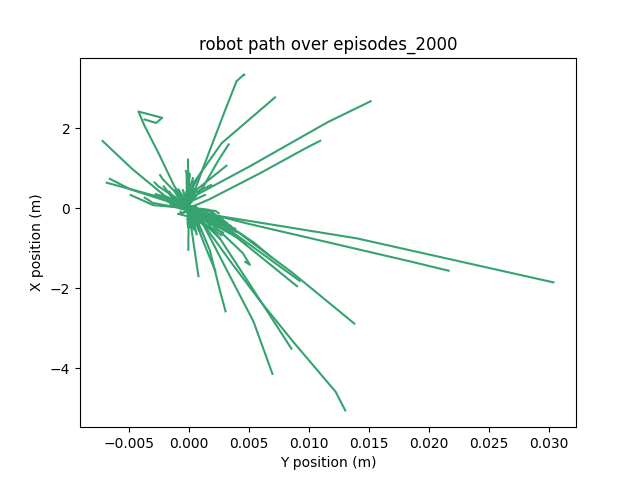 robot path over episodes_2000
X position (m)
2
0
−2
−4
−0.005 0.000 0.005 0.010 0.015 0.020 0.025 0.030
Y position (m)